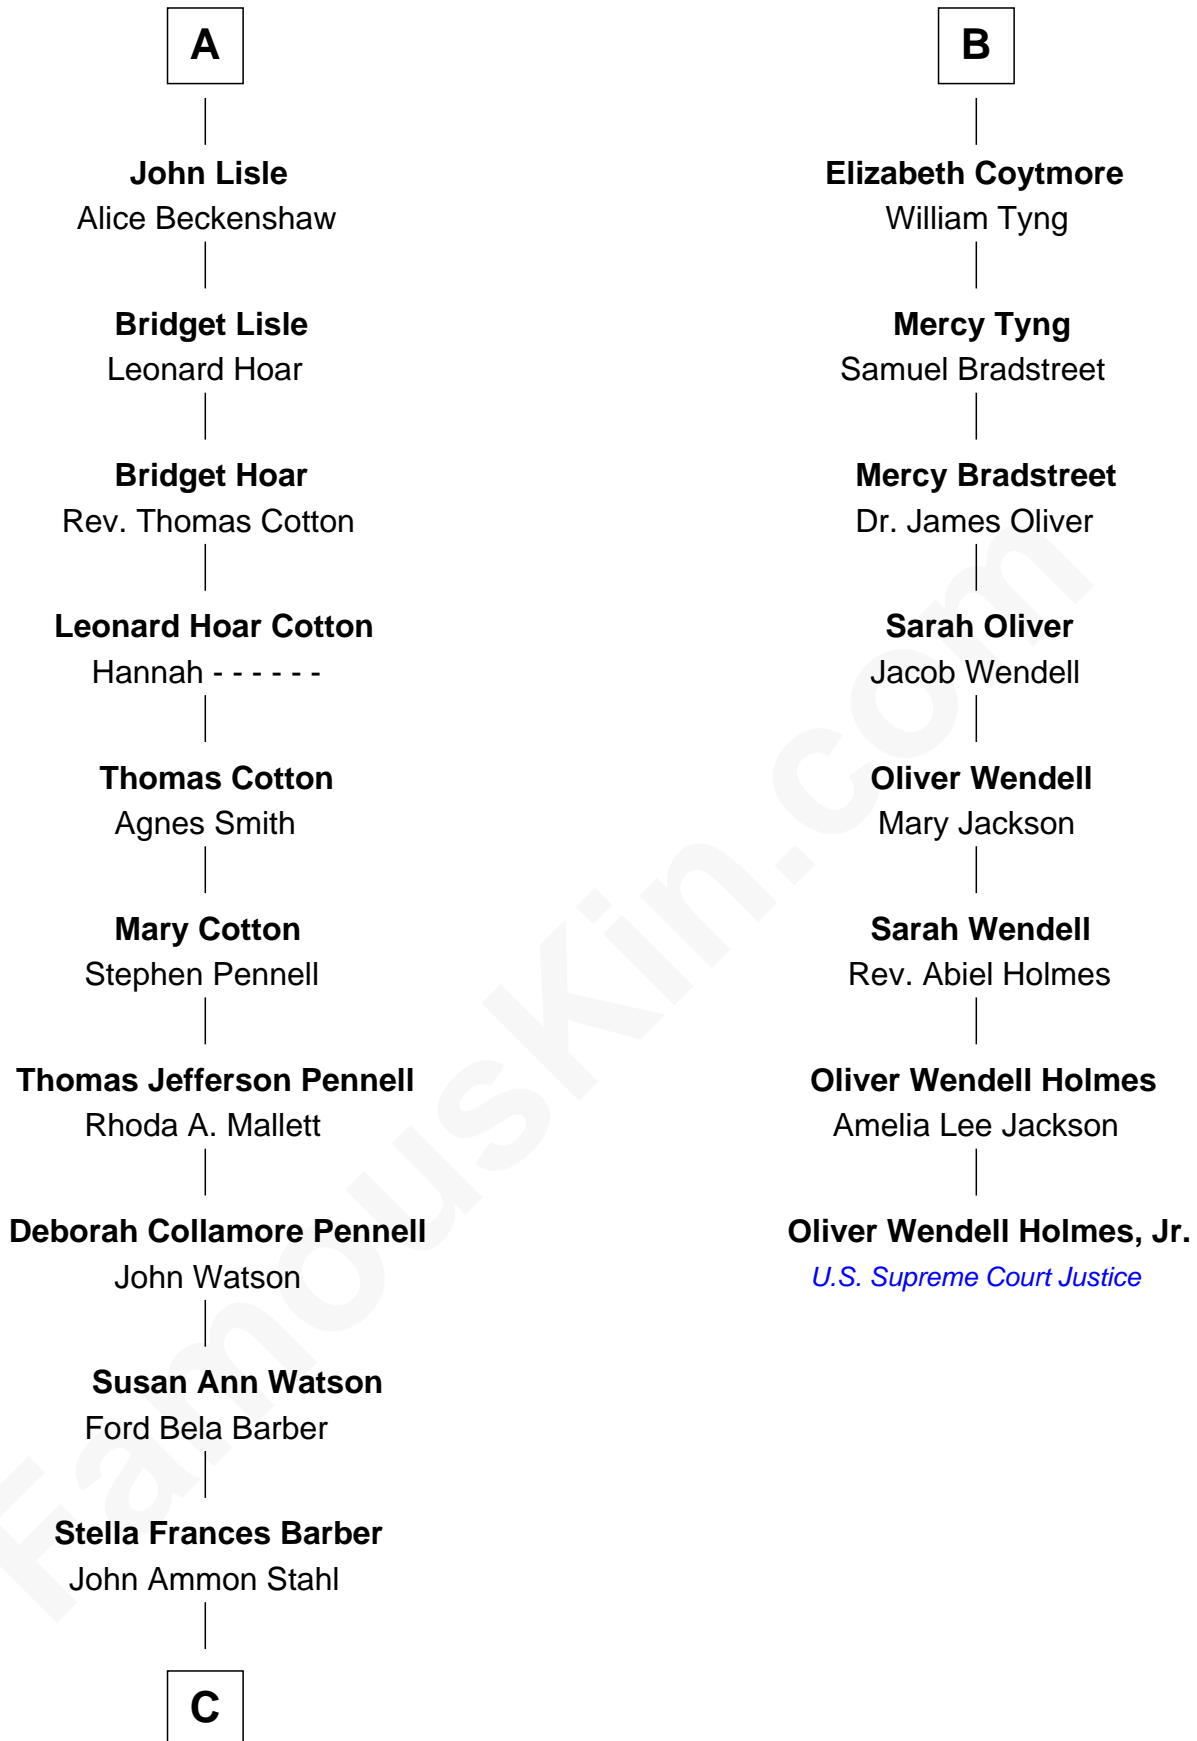 A
John Lisle
Alice Beckenshaw
Bridget Lisle
Leonard Hoar
Bridget Hoar
Rev. Thomas Cotton
Leonard Hoar Cotton
Hannah - - - - - -
Thomas Cotton
Agnes Smith
Mary Cotton
Stephen Pennell
Thomas Jefferson Pennell
Rhoda A. Mallett
Deborah Collamore Pennell
John Watson
Susan Ann Watson
Ford Bela Barber
Stella Frances Barber
John Ammon Stahl
C
B
Elizabeth Coytmore
William Tyng
Mercy Tyng
Samuel Bradstreet
Mercy Bradstreet
Dr. James Oliver
Sarah Oliver
Jacob Wendell
Oliver Wendell
Mary Jackson
Sarah Wendell
Rev. Abiel Holmes
Oliver Wendell Holmes
Amelia Lee Jackson
Oliver Wendell Holmes, Jr.
U.S. Supreme Court Justice
FamousKin.com